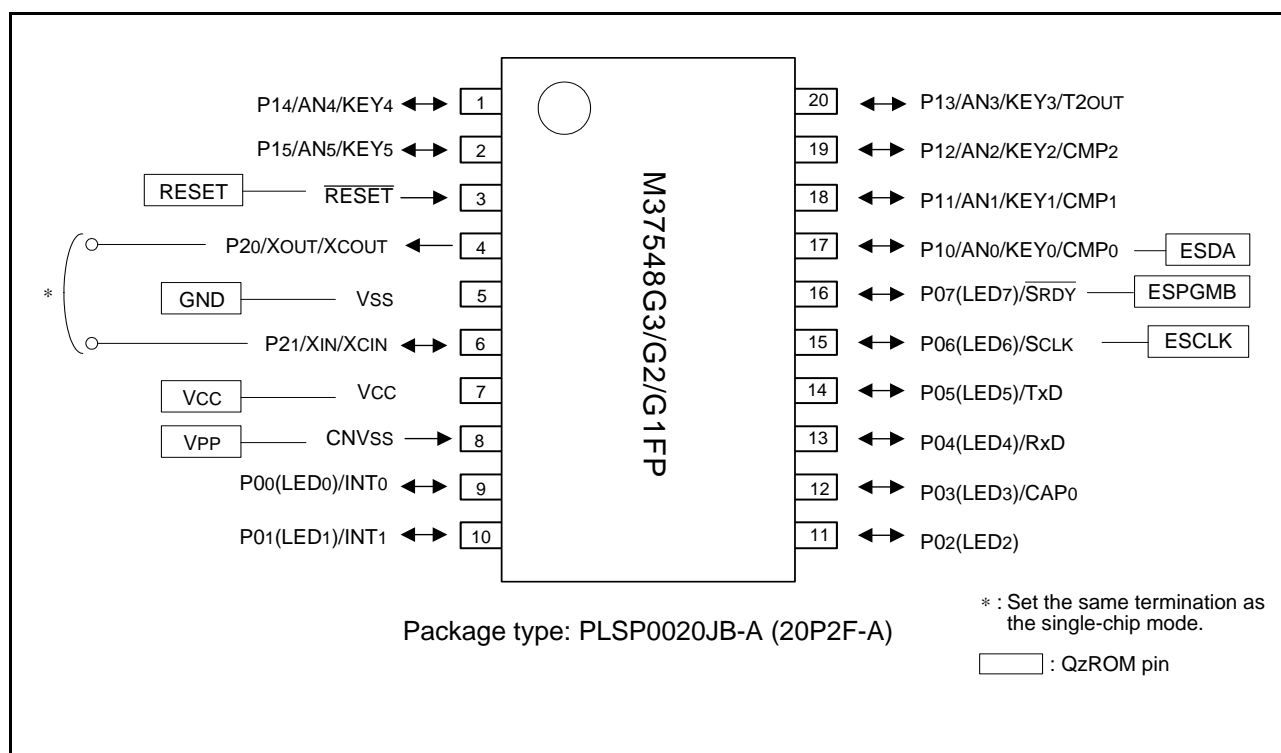 P14/AN4/KEY4 1
P15/AN5/KEY5 2
RESET RESET 3
P20/XOUT/XCOUT 4
*
GND VSS 5
P21/XIN/XCIN 6
VCC VCC 7
VPP CNVSS 8
P00(LED0)/INT0 9
P01(LED1)/INT1 10
M37548G3/G2/G1FP
20 P13/AN3/KEY3/T2OUT
19 P12/AN2/KEY2/CMP2
18 P11/AN1/KEY1/CMP1
17 P10/AN0/KEY0/CMP0 ESDA
16 P07(LED7)/SRDY ESPGMB
15 P06(LED6)/SCLK ESCLK
14 P05(LED5)/TxD
13 P04(LED4)/RxD
12 P03(LED3)/CAP0
11 P02(LED2)
Package type: PLSP0020JB-A (20P2F-A)
* : Set the same termination as
the single-chip mode.
: QzROM pin